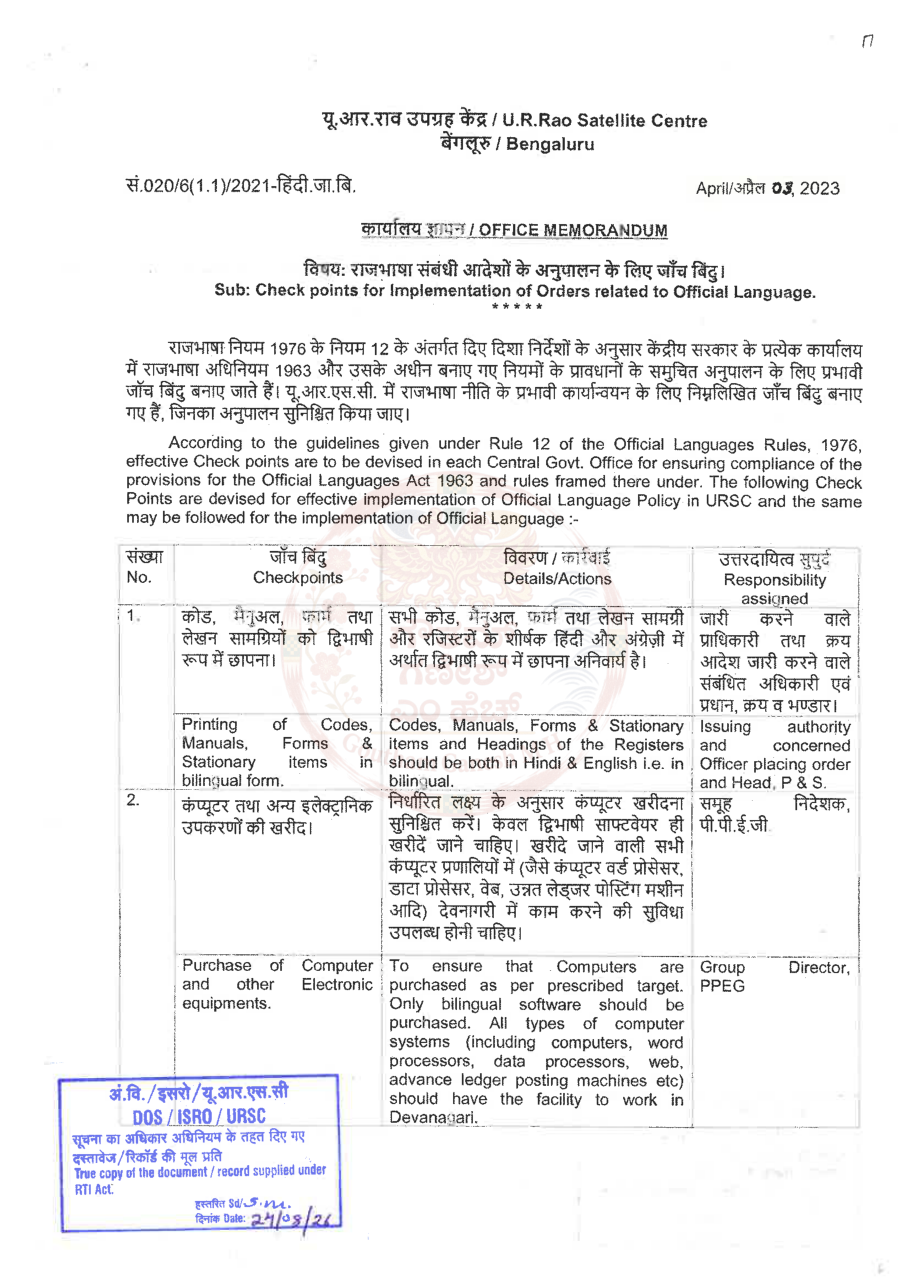 יו
यू.आर.राव उपग्रह केंद्र / U.R.Rao Satellite Centre
बेंगलूरु / Bengaluru
सं.020/6(1.1)/2021-हिंदी.जा.बि.
April/अप्रैल 03, 2023
कार्यालय ज्ञापन / OFFICE MEMORANDUM
विषय: राजभाषा संबंधी आदेशों के अनुपालन के लिए जाँच बिंदु।
Sub: Check points for Implementation of Orders related to Official Language.
*****
राजभाषा नियम 1976 के नियम 12 के अंतर्गत दिए दिशा निर्देशों के अनुसार केंद्रीय सरकार के प्रत्येक कार्यालय
में राजभाषा अधिनियम 1963 और उसके अधीन बनाए गए नियमों के प्रावधानों के समुचित अनुपालन के लिए प्रभावी
जाँच बिंदु बनाए जाते हैं। यू.आर.एस.सी. में राजभाषा नीति के प्रभावी कार्यान्वयन के लिए निम्नलिखित जाँच बिंदु बनाए
गए हैं, जिनका अनुपालन सुनिश्चित किया जाए।
According to the guidelines given under Rule 12 of the Official Languages Rules, 1976,
effective Check points are to be devised in each Central Govt. Office for ensuring compliance of the
provisions for the Official Languages Act 1963 and rules framed there under. The following Check
Points are devised for effective implementation of Official Language Policy in URSC and the same
may be followed for the implementation of Official Language :-
संख्या
No.
जाँच बिंदु
Checkpoints
विवरण / कार्रवाई
Details/Actions
उत्तरदायित्व सुपुर्द
Responsibility
assigned
1.
कोड, मैनुअल, फार्म तथा
लेखन सामग्रियों को द्विभाषी
रूप में छापना।
सभी कोड, मैनुअल, फार्म तथा लेखन सामग्री
और रजिस्टरों के शीर्षक हिंदी और अंग्रेज़ी में
अर्थात द्विभाषी रूप में छापना अनिवार्य है।
जारी करने वाले
प्राधिकारी तथा क्रय
आदेश जारी करने वाले
संबंधित अधिकारी एवं
प्रधान, क्रय व भण्डार।
Printing of Codes,
Manuals, Forms &
Stationary items in
bilingual form.
Codes, Manuals, Forms & Stationary
items and Headings of the Registers
should be both in Hindi & English i.e. in
bilingual.
Issuing authority
and concerned
Officer placing order
and Head, P & S.
2.
कंप्यूटर तथा अन्य इलेक्ट्रानिक
उपकरणों की खरीद।
निर्धारित लक्ष्य के अनुसार कंप्यूटर खरीदना
सुनिश्चित करें। केवल द्विभाषी साफ्टवेयर ही
खरीदें जाने चाहिए। खरीदे जाने वाली सभी
कंप्यूटर प्रणालियों में (जैसे कंप्यूटर वर्ड प्रोसेसर,
डाटा प्रोसेसर, वेब, उन्नत लेड्जर पोस्टिंग मशीन
आदि) देवनागरी में काम करने की सुविधा
उपलब्ध होनी चाहिए।
समूह निदेशक,
पी.पी.ई.जी.
Purchase of Computer
and other Electronic
equipments.
To ensure that Computers are
purchased as per prescribed target.
Only bilingual software should be
purchased. All types of computer
systems (including computers, word
processors, data processors, web,
advance ledger posting machines etc)
should have the facility to work in
Devanagari.
Group Director,
PPEG
अं.वि./इसरो/यू.आर.एस.सी
DOS / ISRO / URSC
सूचना का अधिकार अधिनियम के तहत दिए गए
दस्तावेज/रिकॉर्ड की मूल प्रति
True copy of the document / record supplied under
RTI Act.
हस्तरित Sd/ S.m.
दिनांक Date: 24/08/26